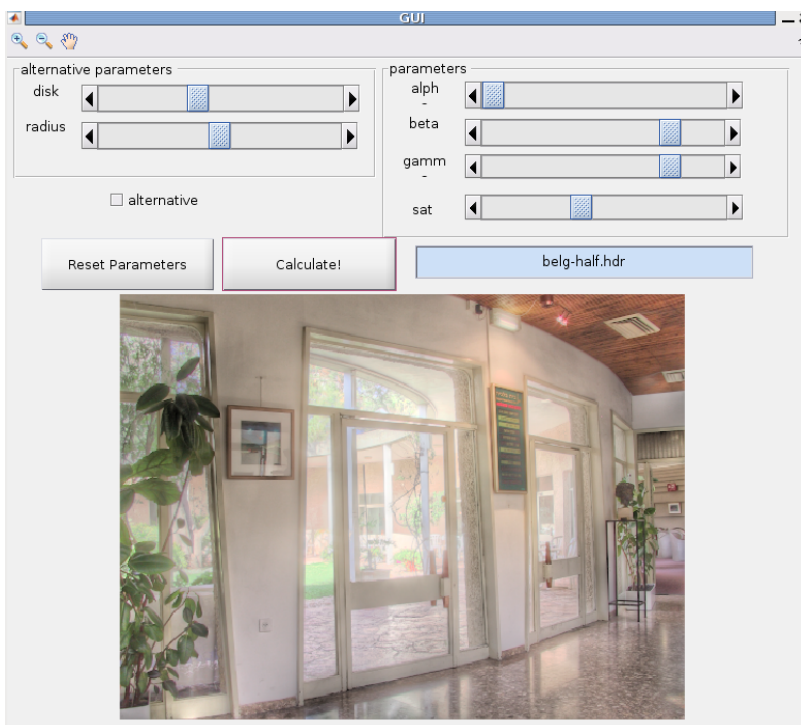 GUI
alternative parameters
disk
radius
alternative
parameters
alph
-
beta
gamm
-
sat
Reset Parameters
Calculate!
belg-half.hdr